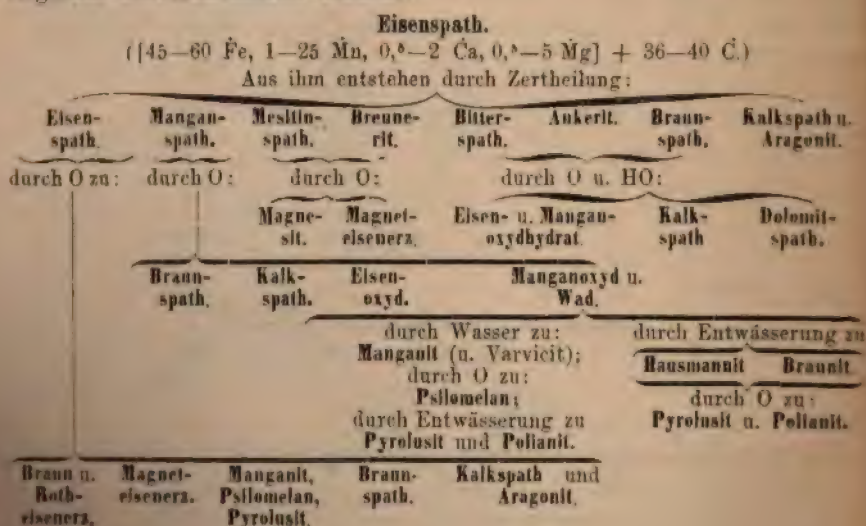 Eisenspath.
([45—60 Ḟe, 1—25 Ṁn, 0,⁵—2 Ċa, 0,⁵—5 Ṁg] + 36—40 C̈.)
Aus ihm entstehen durch Zertheilung:
Eisen- Mangan- Mesitin- Breune- Bitter- Ankerit. Braun- Kalkspath u.
spath. spath. spath. rit. spath. spath. Aragonit.
durch O zu: durch O: durch O: durch O u. HO:
Magne- Magnet- Eisen- u. Mangan- Kalk- Dolomit-
sit. eisenerz. oxydhydrat. spath spath.
Braun- Kalk- Eisen- Manganoxyd u.
spath. spath. oxyd. Wad.
durch Wasser zu: durch Entwässerung zu
Manganit (u. Varvicit); Hausmannit Braunit
durch O zu: durch O zu:
Psilomelan; Pyrolusit u. Polianit.
durch Entwässerung zu
Pyrolusit und Polianit.
Braun u. Magnet- Manganit, Braun- Kalkspath und
Roth- eisenerz. Psilomelan, spath. Aragonit.
eisenerz. Pyrolusit.